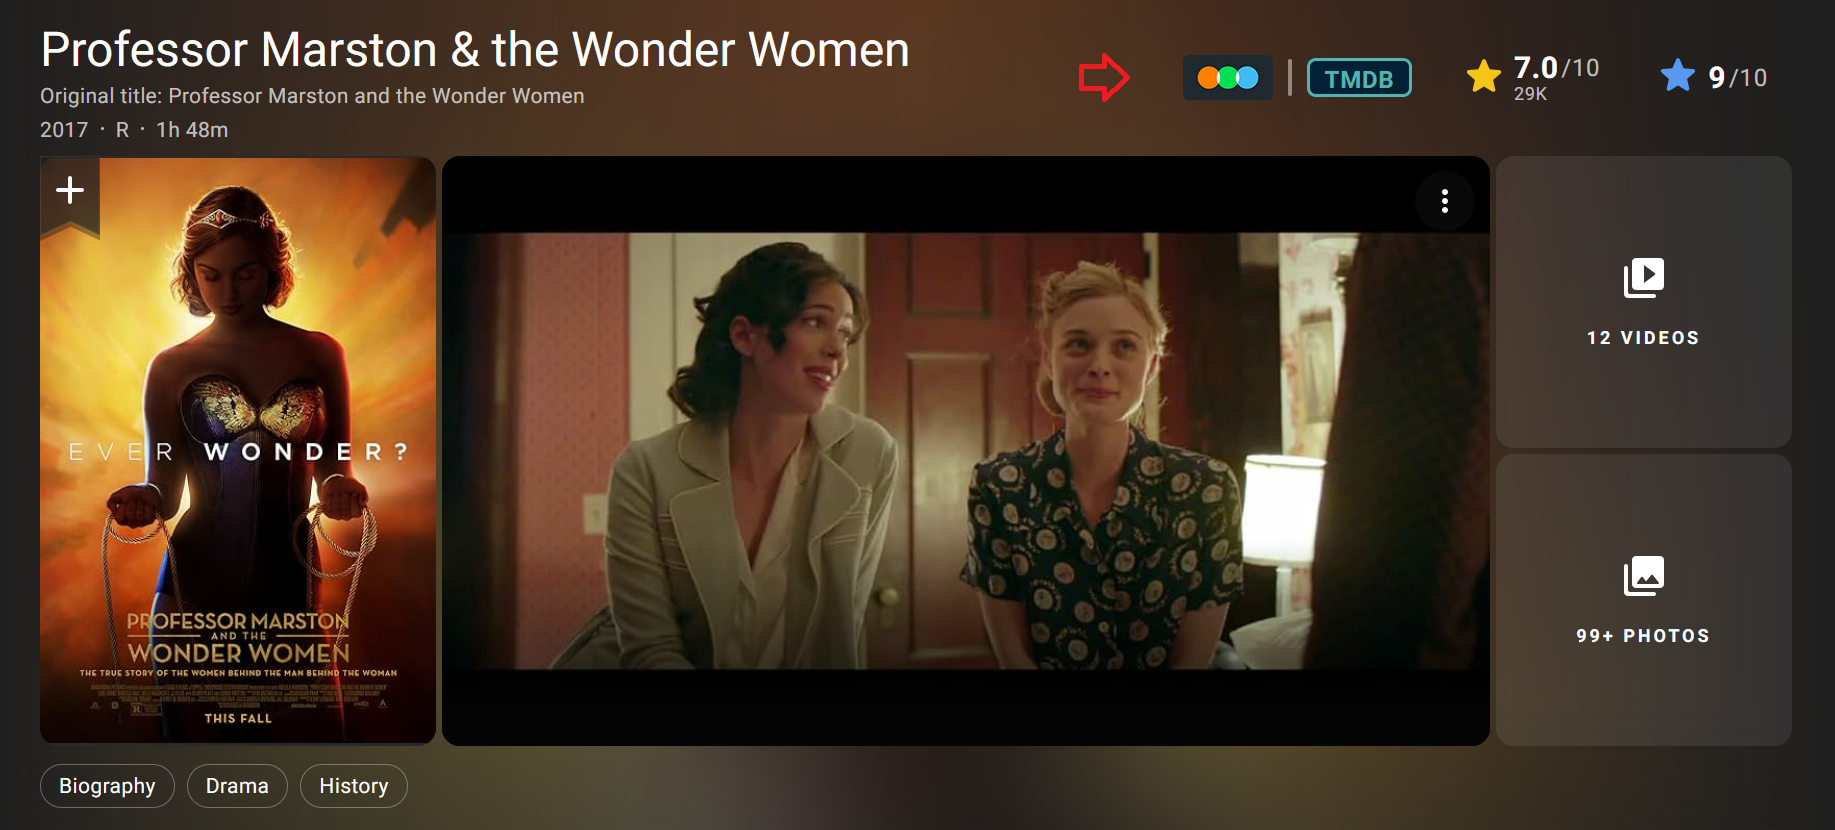 Professor Marston & the Wonder Women
Original title: Professor Marston and the Wonder Women
2017 · R · 1h 48m
TMDB
7.0/10
29K
9/10
EVER WONDER?
PROFESSOR MARSTON
AND THE
WONDER WOMEN
THE TRUE STORY OF THE WOMEN BEHIND THE MAN BEHIND THE WOMAN
R
THIS FALL
12 VIDEOS
99+ PHOTOS
Biography
Drama
History